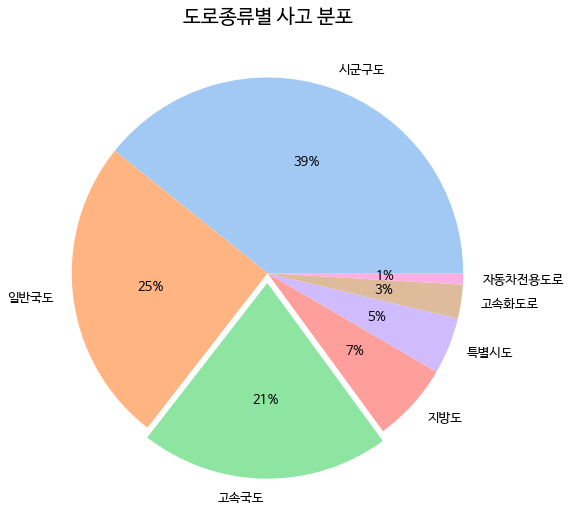 도로종류별 사고 분포
시군구도
39%
일반국도
25%
고속국도
21%
지방도
7%
특별시도
5%
고속화도로
3%
자동차전용도로
1%